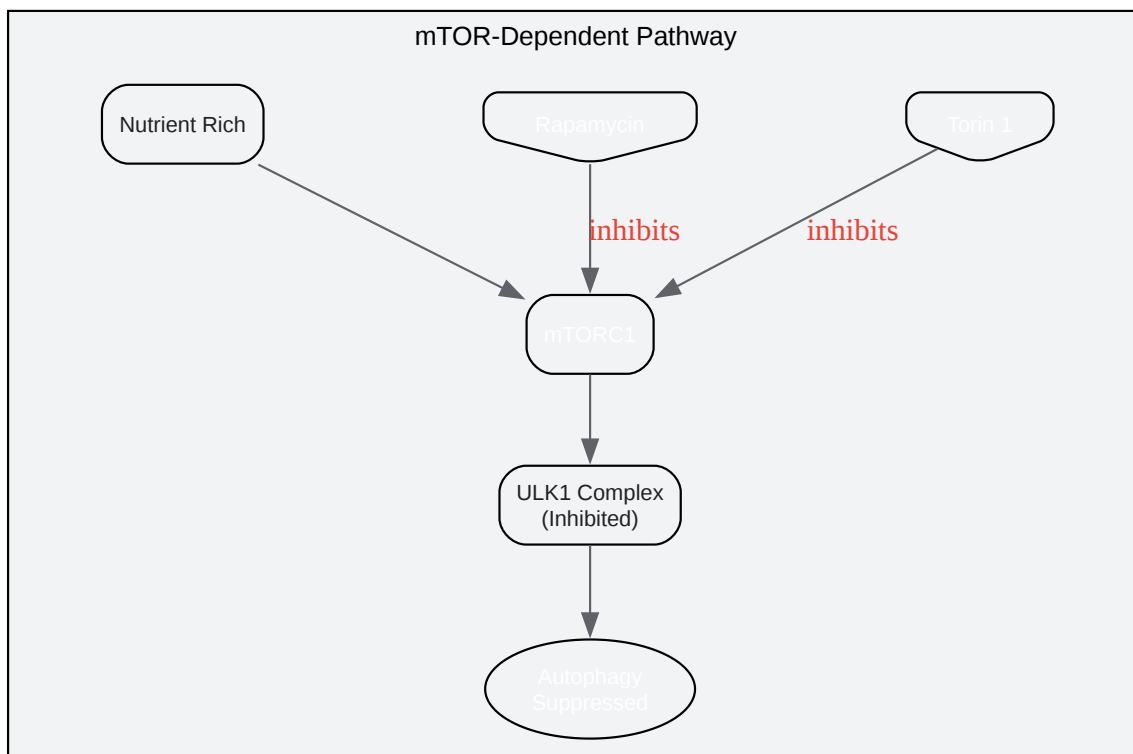 mTOR-Dependent Pathway
Nutrient Rich
Rapamycin
Torin 1
inhibits
inhibits
mTORC1
ULK1 Complex
(Inhibited)
Autophagy
Suppressed